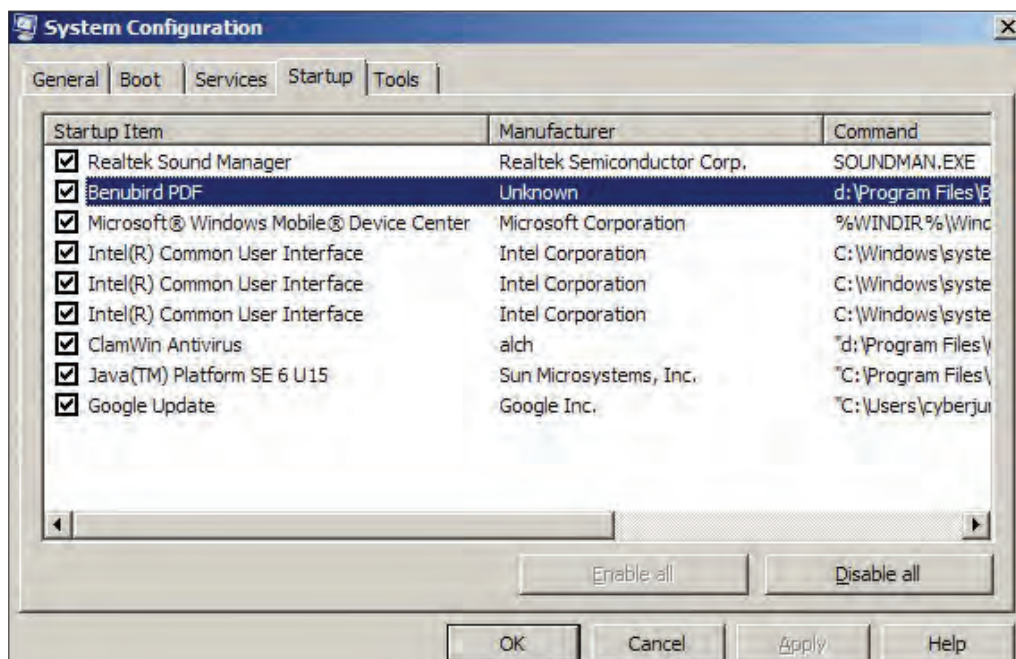 System Configuration
General Boot Services Startup Tools
Startup Item Manufacturer Command
Realtek Sound Manager Realtek Semiconductor Corp. SOUNDMAN.EXE
Benubird PDF Unknown d:\Program Files\B
Microsoft® Windows Mobile® Device Center Microsoft Corporation %WINDIR%\Winc
Intel(R) Common User Interface Intel Corporation C:\Windows\syste
Intel(R) Common User Interface Intel Corporation C:\Windows\syste
Intel(R) Common User Interface Intel Corporation C:\Windows\syste
ClamWin Antivirus alch "d:\Program Files\
Java(TM) Platform SE 6 U15 Sun Microsystems, Inc. "C:\Program Files\
Google Update Google Inc. "C:\Users\cyberju
Enable all Disable all
OK Cancel Apply Help